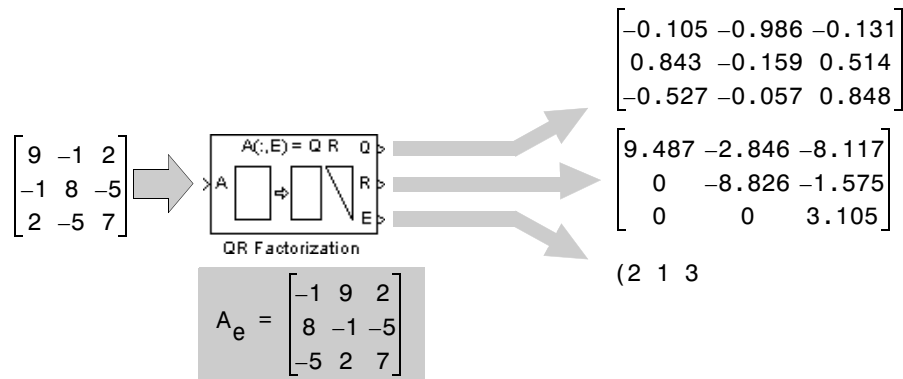 9 −1 2
−1 8 −5
2 −5 7
A(:,E) = Q R
A
Q
R
E
QR Factorization
A_e = 
−1 9 2
8 −1 −5
−5 2 7
−0.105 −0.986 −0.131
0.843 −0.159 0.514
−0.527 −0.057 0.848
9.487 −2.846 −8.117
0 −8.826 −1.575
0 0 3.105
(2 1 3